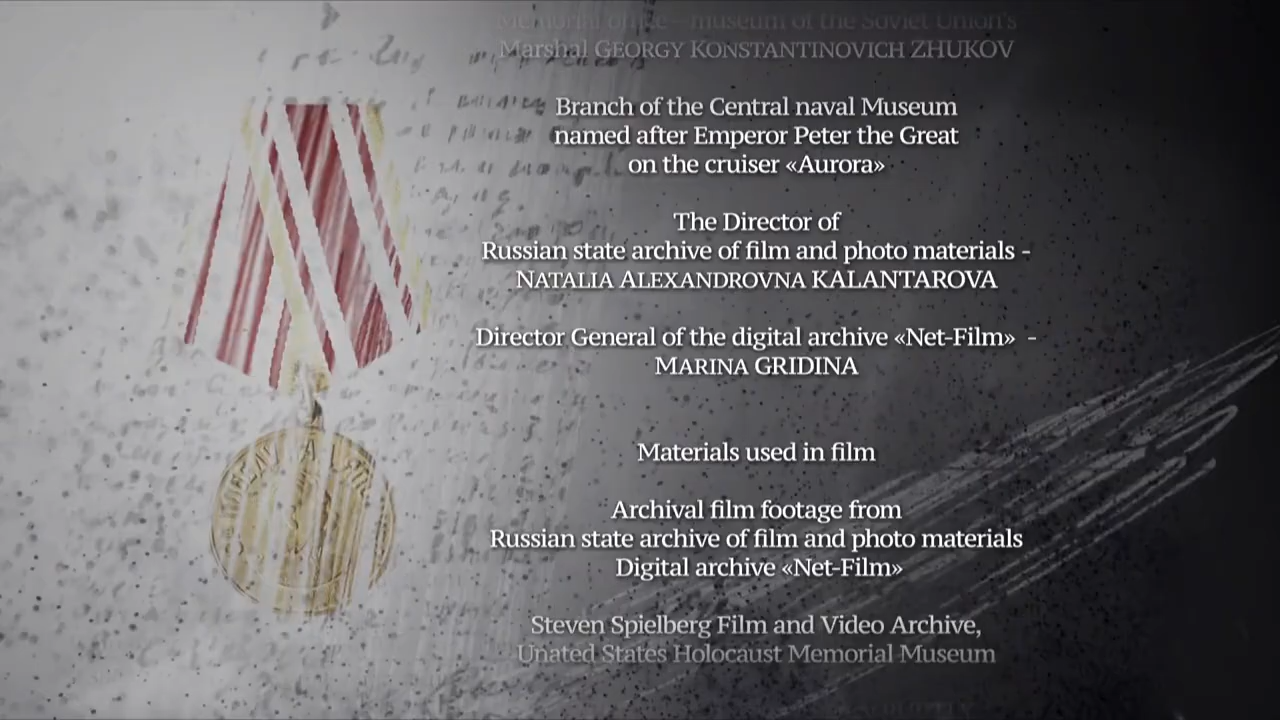 Memorial office - museum of the Soviet Union's
Marshal GEORGY KONSTANTINOVICH ZHUKOV
Branch of the Central naval Museum
named after Emperor Peter the Great
on the cruiser «Aurora»
The Director of
Russian state archive of film and photo materials -
NATALIA ALEXANDROVNA KALANTAROVA
Director General of the digital archive «Net-Film» -
MARINA GRIDINA
Materials used in film
Archival film footage from
Russian state archive of film and photo materials
Digital archive «Net-Film»
Steven Spielberg Film and Video Archive,
Unated States Holocaust Memorial Museum